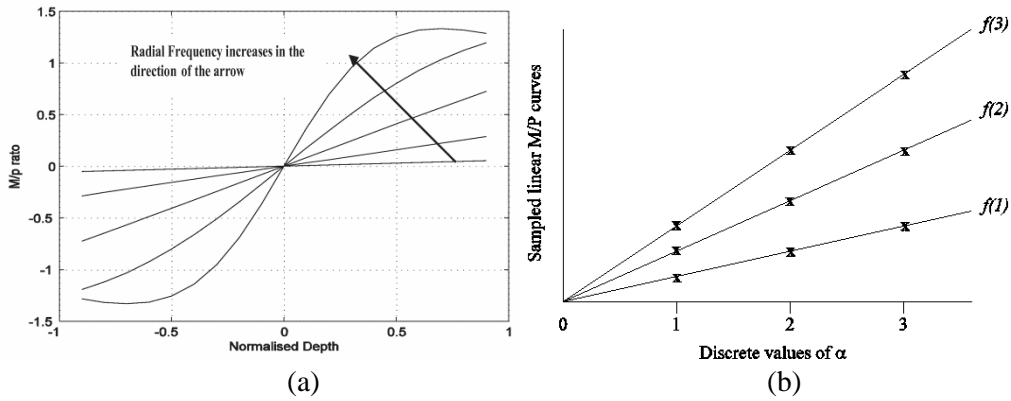 1.5
Radial Frequency increases in the
direction of the arrow
1
0.5
0
-0.5
-1
-1.5
M/p rato
-1
-0.5
0
0.5
1
Normalised Depth
(a)
Sampled linear M/P curves
f(3)
f(2)
f(1)
0
1
2
3
Discrete values of α
(b)